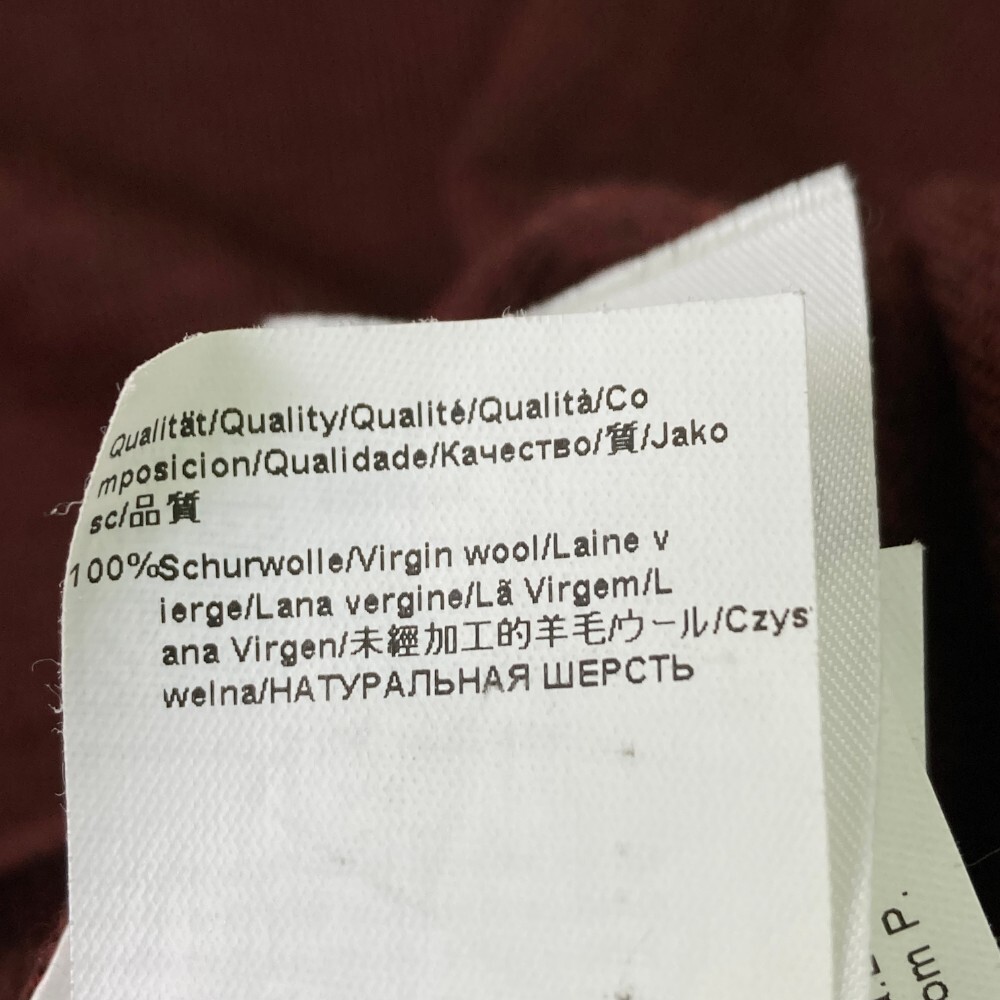 Qualität/Quality/Qualité/Qualità/Co
mposicion/Qualidade/Качество/質/Jako
sc/品質
100%Schurwolle/Virgin wool/Laine v
ierge/Lana vergine/Lã Virgem/L
ana Virgen/未經加工的羊毛/ウール/Czys
welna/НАТУРАЛЬНАЯ ШЕРСТЬ
om P.